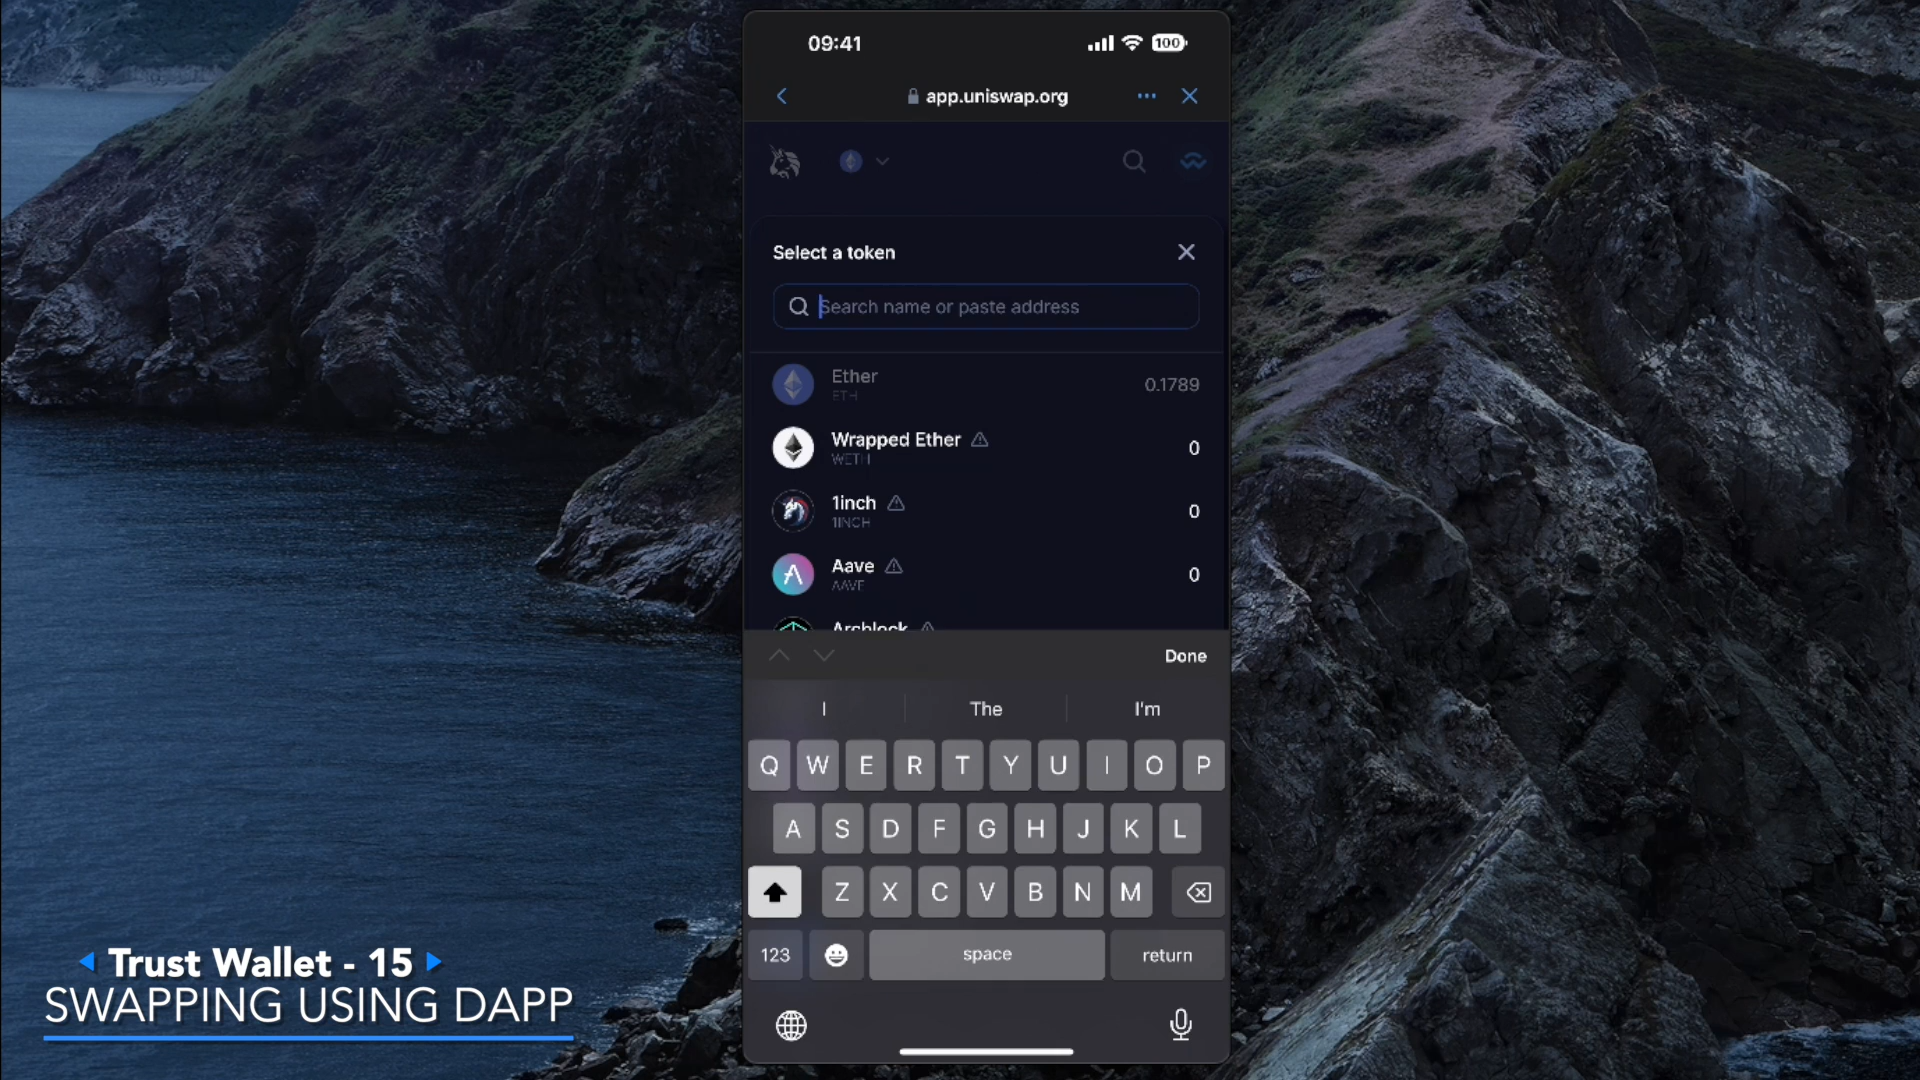 09:41
100
app.uniswap.org
Select a token
Search name or paste address
Ether
ETH
0.1789
Wrapped Ether
WETH
0
1inch
1INCH
0
Aave
AAVE
0
Arcblock
Done
I The I'm
Q W E R T Y U I O P
A S D F G H J K L
Z X C V B N M
123 space return
Trust Wallet - 15
SWAPPING USING DAPP